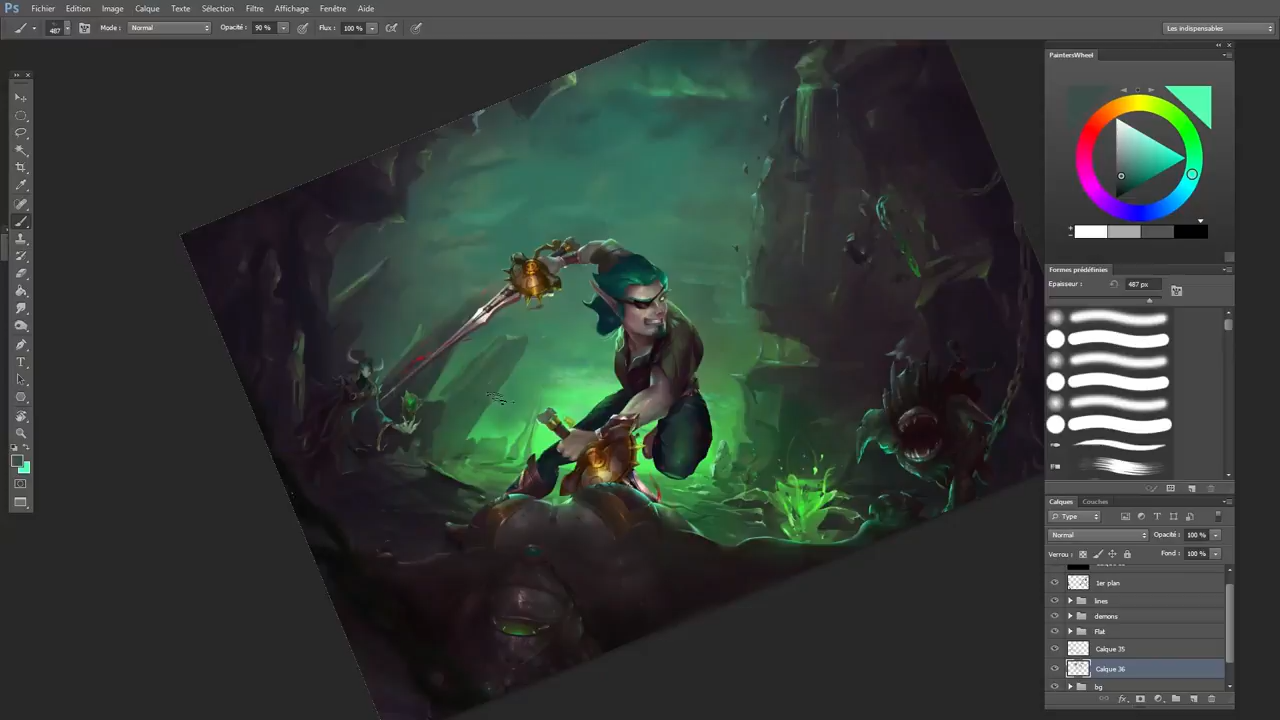 Ps Fichier Edition Image Calque Texte Sélection Filtre Affichage Fenêtre Aide
487 Mode : Normal Opacité : 90 % Flux : 100 % Les indispensables
PaintersWheel
Formes prédéfinies
Epaisseur : 487 px
Calques Couches
Type
Normal Opacité : 100 %
Verrou : Fond : 100 %
1er plan
lines
demons
Flat
Calque 35
Calque 36
bg
fx